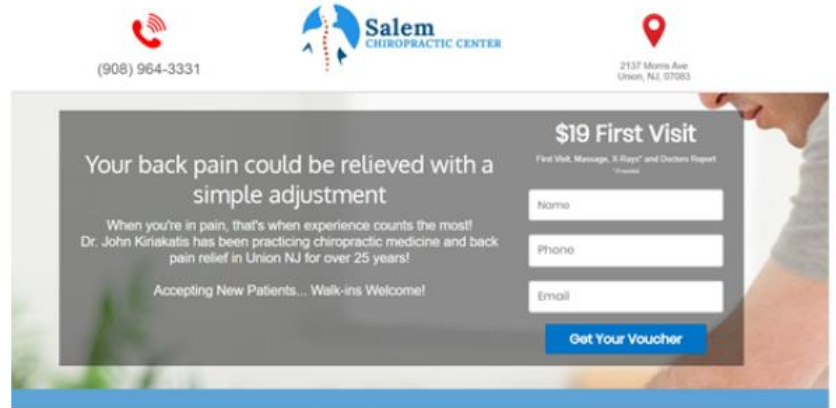 (908) 964-3331
Salem
CHIROPRACTIC CENTER
2137 Morris Ave
Union, NJ, 07083
Your back pain could be relieved with a
simple adjustment
When you're in pain, that's when experience counts the most!
Dr. John Kiriakatis has been practicing chiropractic medicine and back
pain relief in Union NJ for over 25 years!
Accepting New Patients... Walk-ins Welcome!
$19 First Visit
First Visit, Massage, X-Rays* and Doctors Report
*If needed
Name
Phone
Email
Get Your Voucher